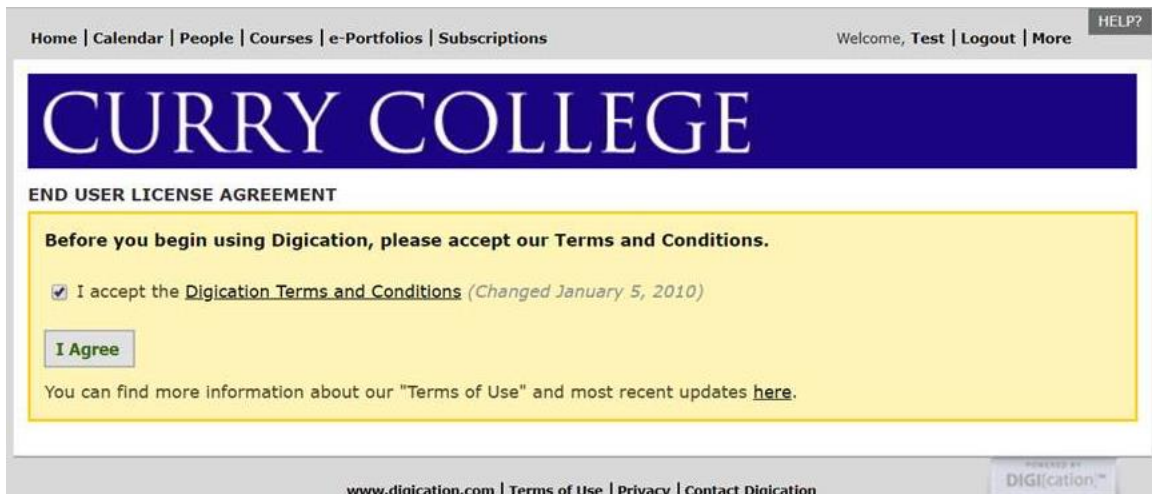 HELP?
Home | Calendar | People | Courses | e-Portfolios | Subscriptions Welcome, Test | Logout | More
CURRY COLLEGE
END USER LICENSE AGREEMENT
Before you begin using Digication, please accept our Terms and Conditions.
I accept the Digication Terms and Conditions (Changed January 5, 2010)
I Agree
You can find more information about our "Terms of Use" and most recent updates here.
POWERED BY
DIGI[cation]™
www.digication.com | Terms of Use | Privacy | Contact Digication